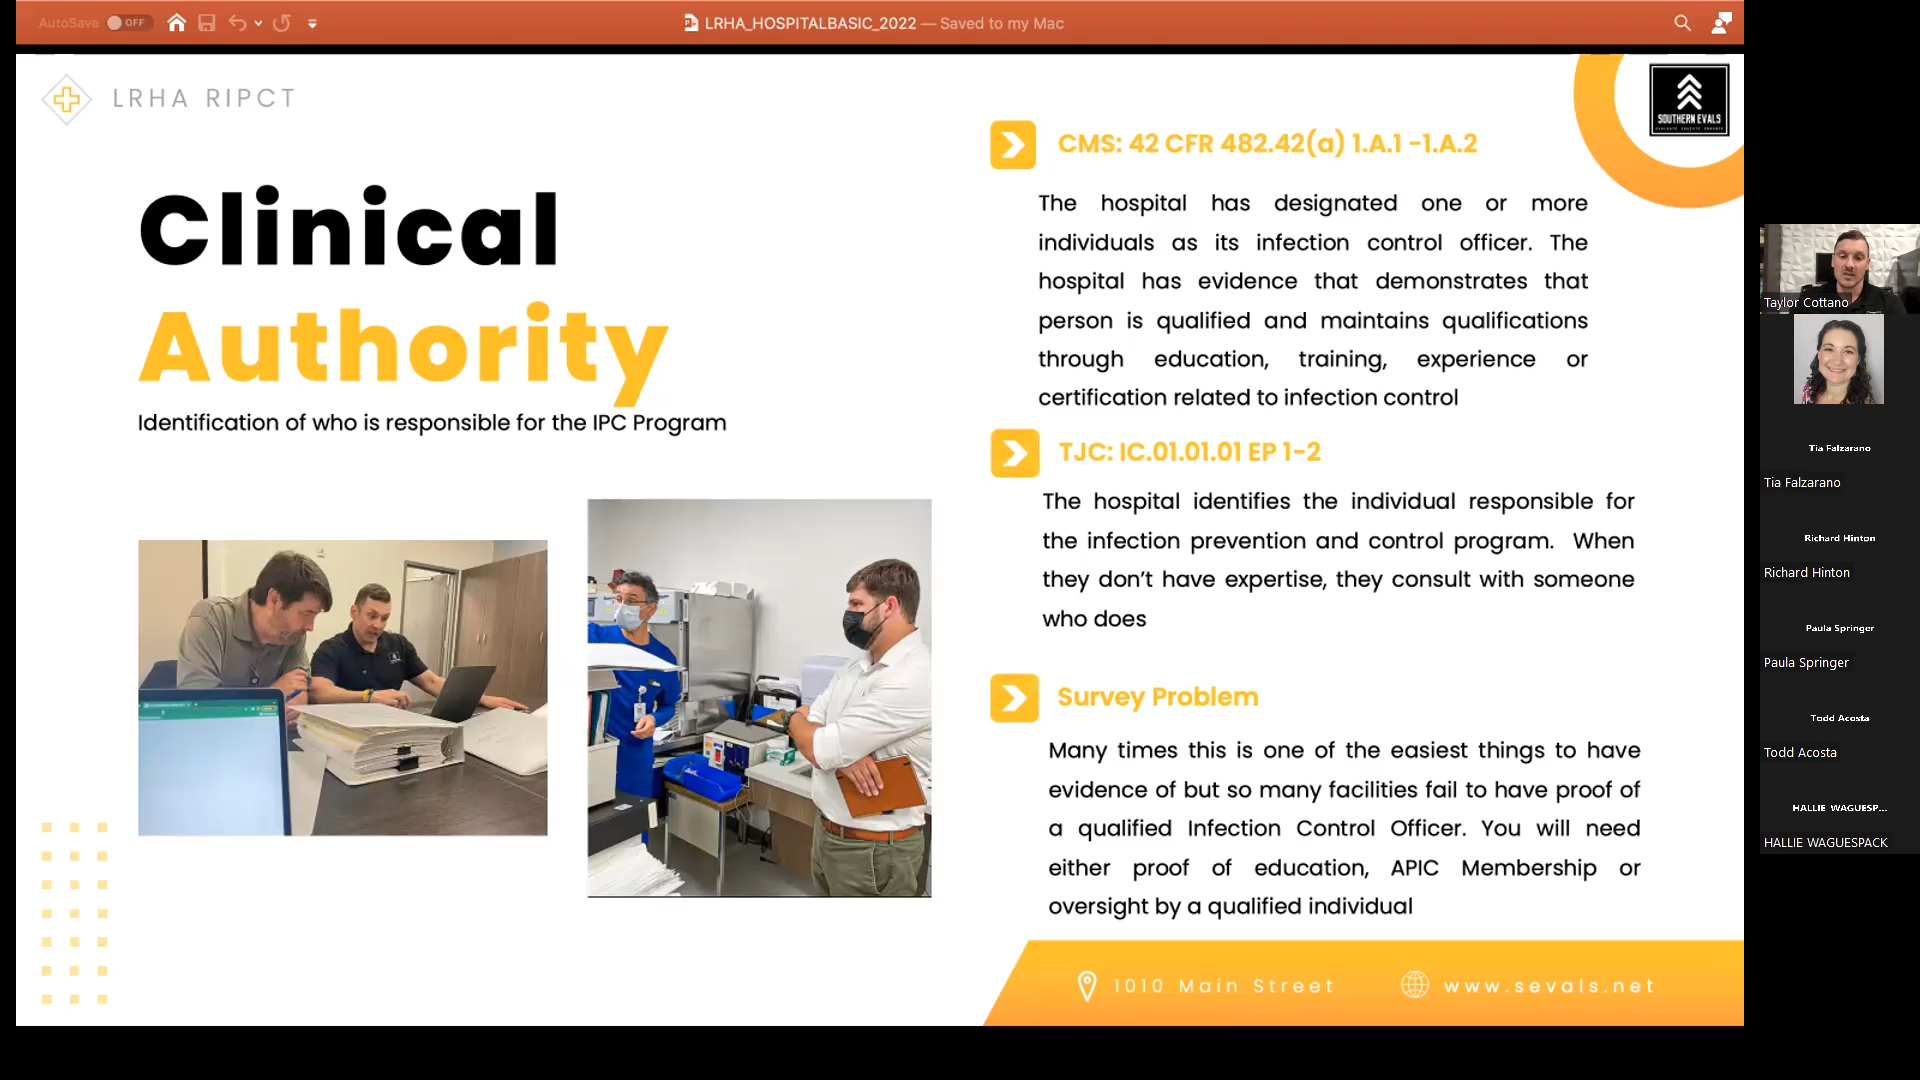 AutoSave OFF
LRHA_HOSPITALBASIC_2022 — Saved to my Mac
LRHA RIPCT
SOUTHERN EVALS
Clinical
Authority
Identification of who is responsible for the IPC Program
CMS: 42 CFR 482.42(a) 1.A.1 -1.A.2
The hospital has designated one or more
individuals as its infection control officer. The
hospital has evidence that demonstrates that
person is qualified and maintains qualifications
through education, training, experience or
certification related to infection control
TJC: IC.01.01.01 EP 1-2
The hospital identifies the individual responsible for
the infection prevention and control program. When
they don’t have expertise, they consult with someone
who does
Survey Problem
Many times this is one of the easiest things to have
evidence of but so many facilities fail to have proof of
a qualified Infection Control Officer. You will need
either proof of education, APIC Membership or
oversight by a qualified individual
1010 Main Street
www.sevals.net
Taylor Cottano
Tia Falzarano
Tia Falzarano
Richard Hinton
Richard Hinton
Paula Springer
Paula Springer
Todd Acosta
Todd Acosta
HALLIE WAGUESP...
HALLIE WAGUESPACK